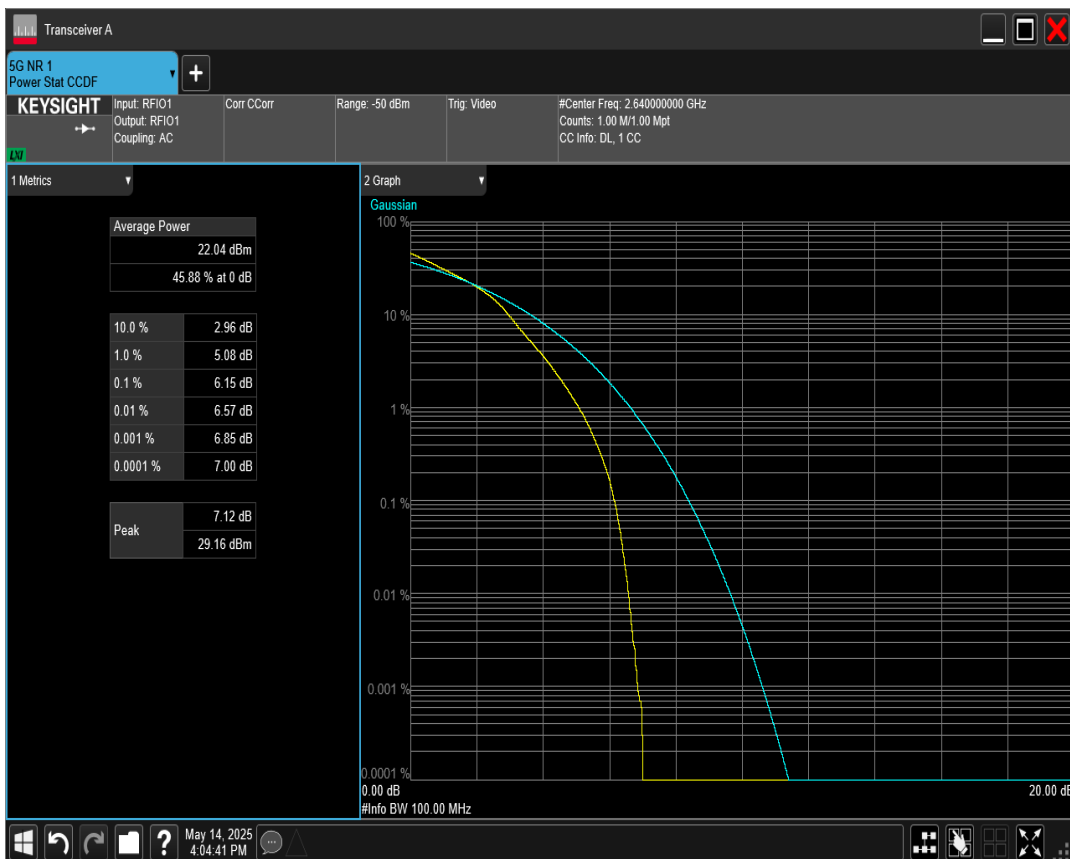 Transceiver A
5G NR 1
Power Stat CCDF
+
KEYSIGHT
LXI
Input: RFIO1
Output: RFIO1
Coupling: AC
Corr CCorr
Range: -50 dBm
Trig: Video
#Center Freq: 2.640000000 GHz
Counts: 1.00 M/1.00 Mpt
CC Info: DL, 1 CC
1 Metrics
Average Power
22.04 dBm
45.88 % at 0 dB
10.0 % 2.96 dB
1.0 % 5.08 dB
0.1 % 6.15 dB
0.01 % 6.57 dB
0.001 % 6.85 dB
0.0001 % 7.00 dB
Peak
7.12 dB
29.16 dBm
2 Graph
Gaussian
100 %
10 %
1 %
0.1 %
0.01 %
0.001 %
0.0001 %
0.00 dB 20.00 dB
#Info BW 100.00 MHz
?
May 14, 2025
4:04:41 PM